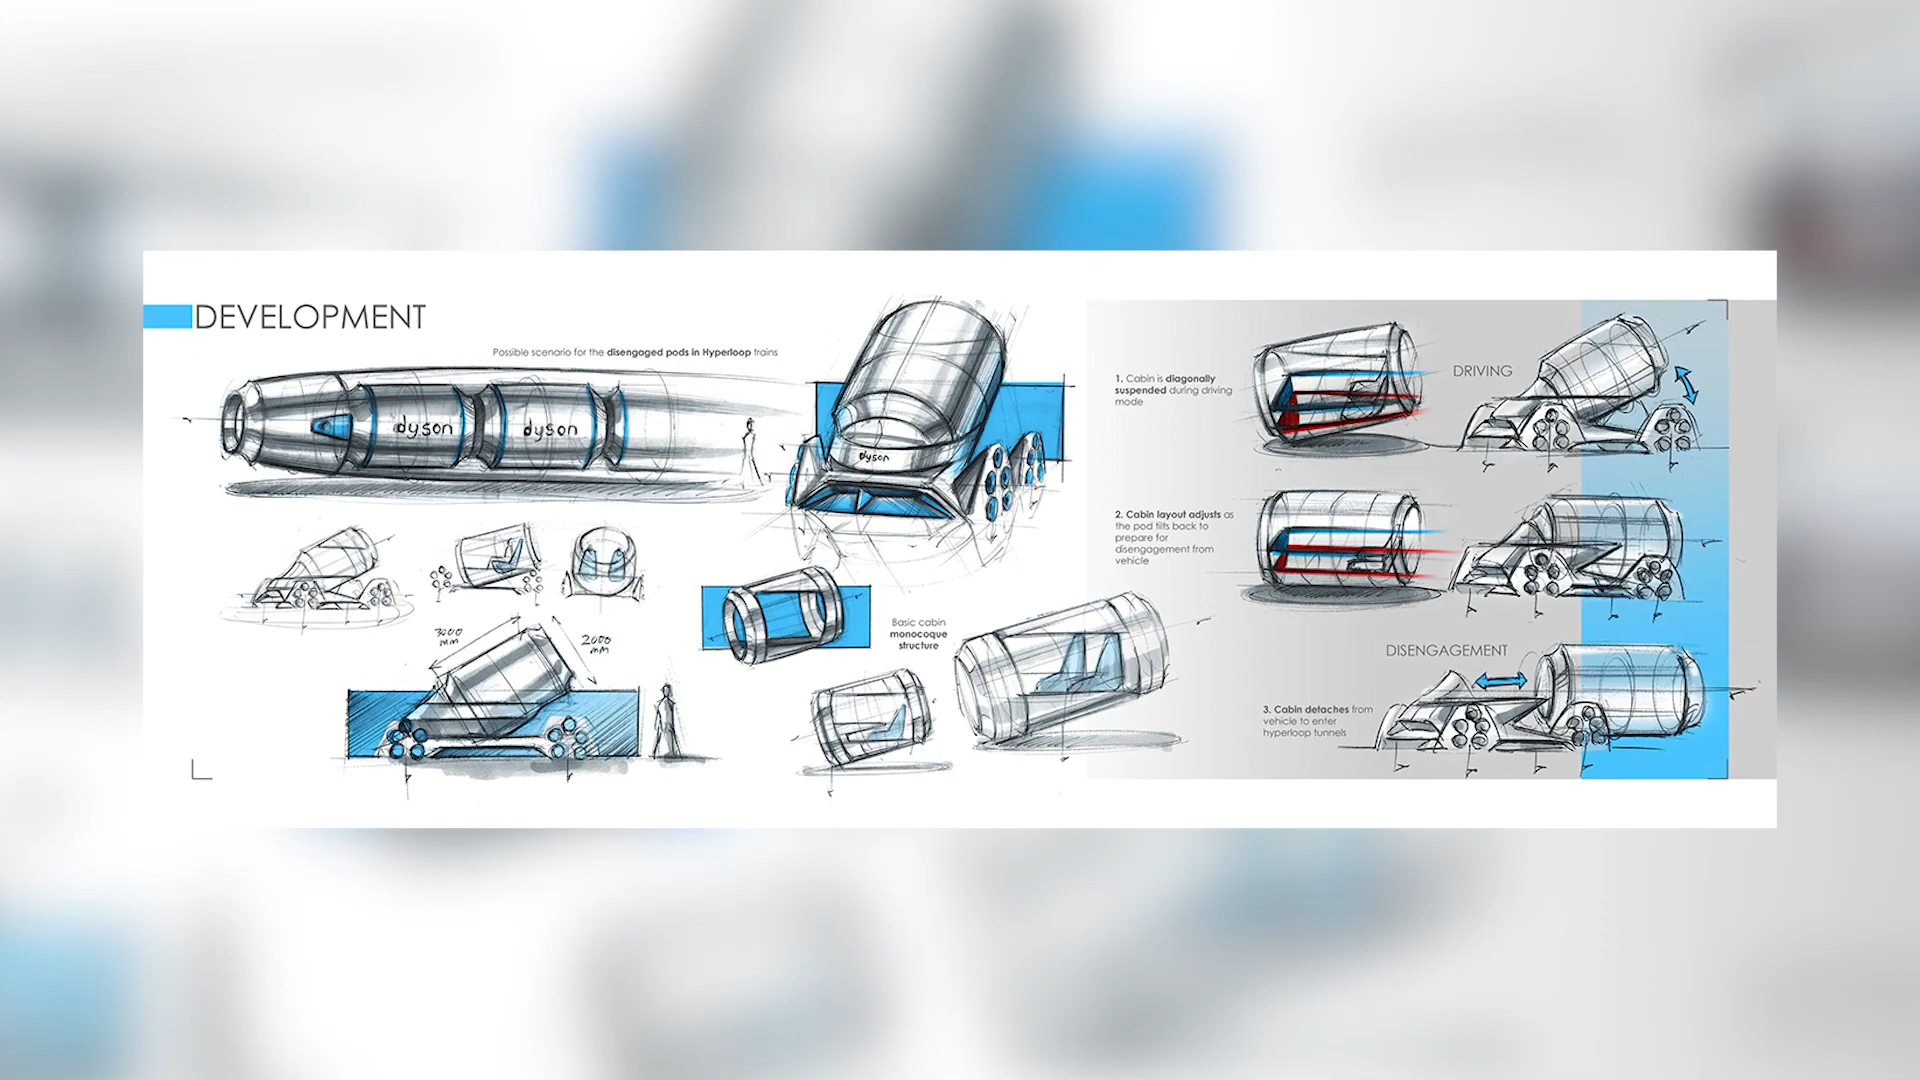 DEVELOPMENT
Possible scenario for the disengaged pods in Hyperloop trains
dyson
dyson
dyson
3000
mm
2000
mm
Basic cabin
monocoque
structure
1. Cabin is diagonally
suspended during driving
mode
DRIVING
2. Cabin layout adjusts as
the pod tilts back to
prepare for
disengagement from
vehicle
DISENGAGEMENT
3. Cabin detaches from
vehicle to enter
hyperloop tunnels